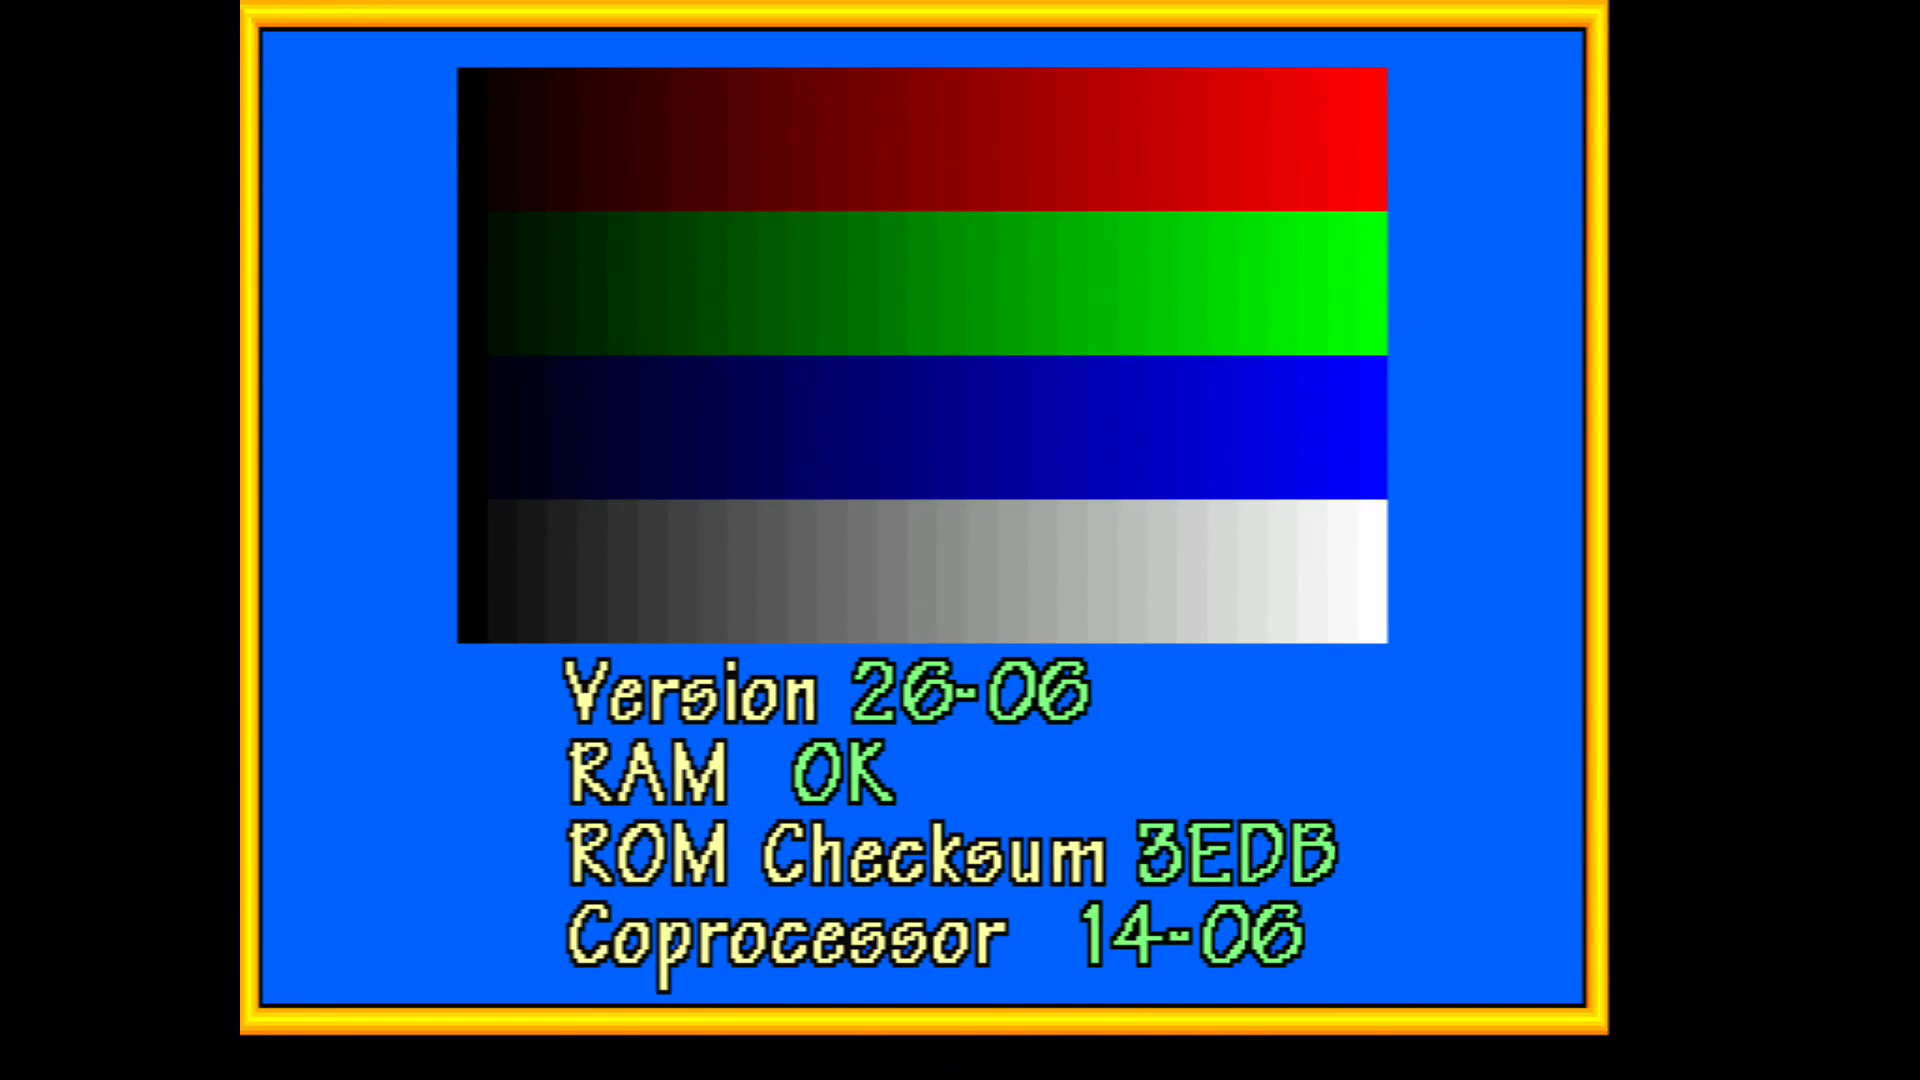 Version 26-06
RAM OK
ROM Checksum 3EDB
Coprocessor 14-06